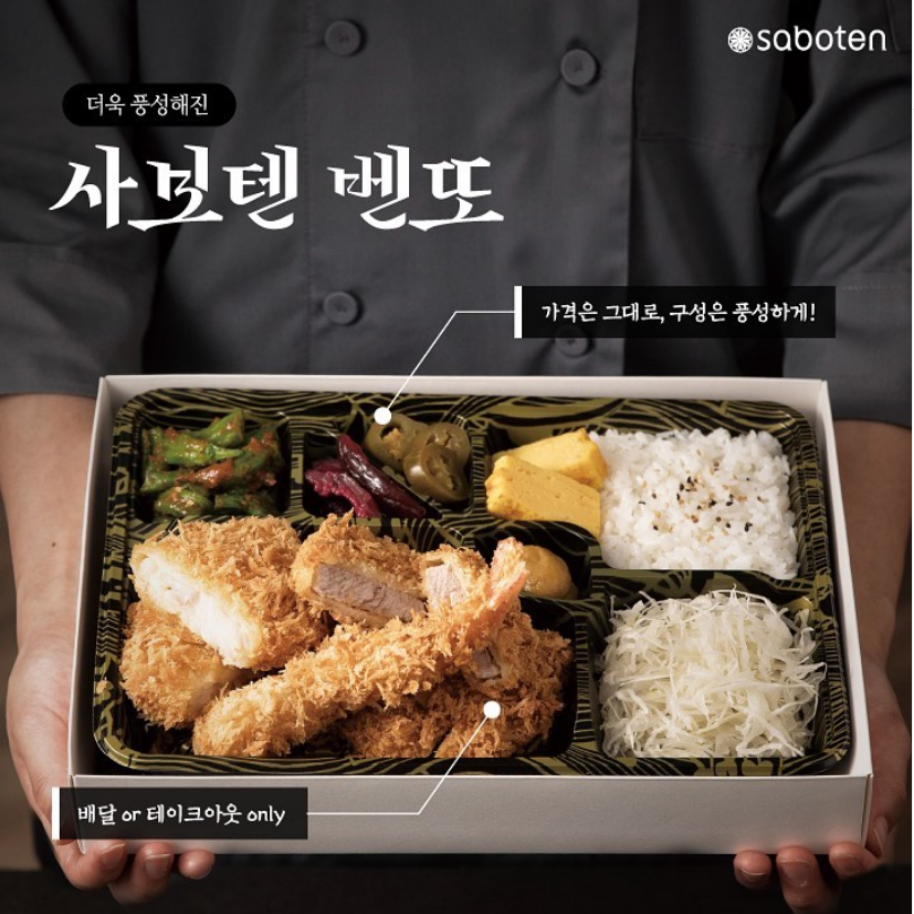 saboten
더욱 풍성해진
사보텐 벤또
가격은 그대로, 구성은 풍성하게!
배달 or 테이크아웃 only